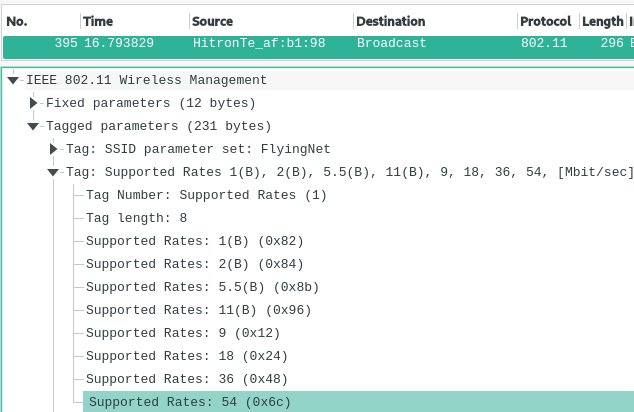 No. Time Source Destination Protocol Length
395 16.793829 HitronTe_af:b1:98 Broadcast 802.11 296
IEEE 802.11 Wireless Management
Fixed parameters (12 bytes)
Tagged parameters (231 bytes)
Tag: SSID parameter set: FlyingNet
Tag: Supported Rates 1(B), 2(B), 5.5(B), 11(B), 9, 18, 36, 54, [Mbit/sec]
Tag Number: Supported Rates (1)
Tag length: 8
Supported Rates: 1(B) (0x82)
Supported Rates: 2(B) (0x84)
Supported Rates: 5.5(B) (0x8b)
Supported Rates: 11(B) (0x96)
Supported Rates: 9 (0x12)
Supported Rates: 18 (0x24)
Supported Rates: 36 (0x48)
Supported Rates: 54 (0x6c)